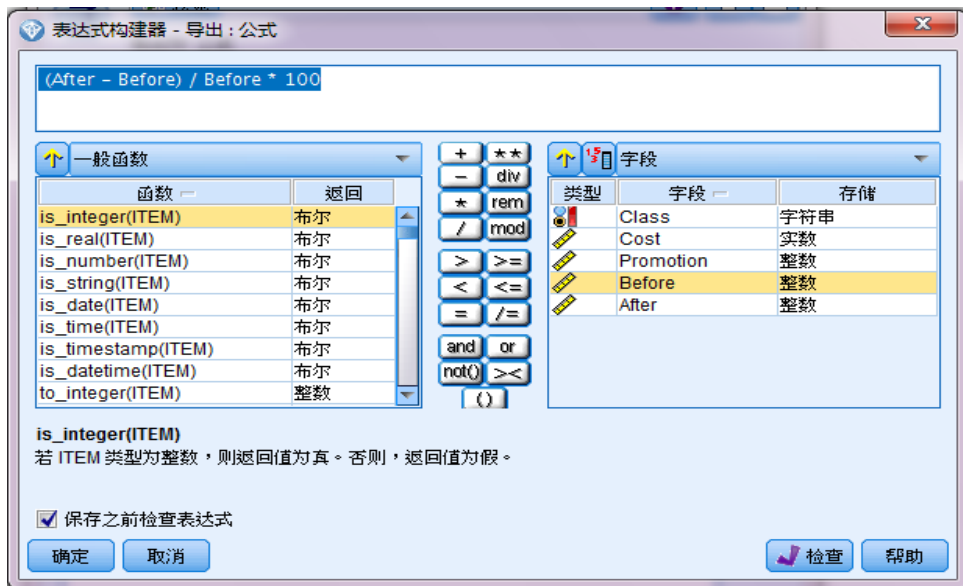 表达式构建器 - 导出：公式
(After – Before) / Before * 100
一般函数
函数 返回
is_integer(ITEM) 布尔
is_real(ITEM) 布尔
is_number(ITEM) 布尔
is_string(ITEM) 布尔
is_date(ITEM) 布尔
is_time(ITEM) 布尔
is_timestamp(ITEM) 布尔
is_datetime(ITEM) 布尔
to_integer(ITEM) 整数
+ **
- div
* rem
/ mod
> >=
< <=
= /=
and or
not() ><
()
字段
类型 字段 存储
Class 字符串
Cost 实数
Promotion 整数
Before 整数
After 整数
is_integer(ITEM)
若 ITEM 类型为整数，则返回值为真。否则，返回值为假。
保存之前检查表达式
确定 取消 检查 帮助